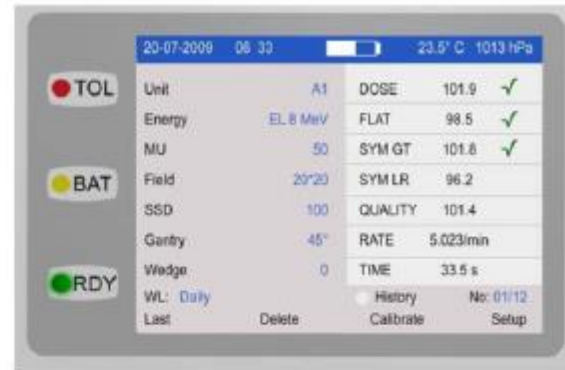 20-07-2009 06 33 23.5° C 1013 hPa
TOL
Unit A1 DOSE 101.9 ✓
Energy EL 8 MeV FLAT 98.5 ✓
MU 50 SYM GT 101.8 ✓
BAT
Field 20*20 SYM LR 96.2
SSD 100 QUALITY 101.4
Gantry 45° RATE 5.023/min
RDY
Wedge 0 TIME 33.5 s
WL: Daily History No: 01/12
Last Delete Calibrate Setup